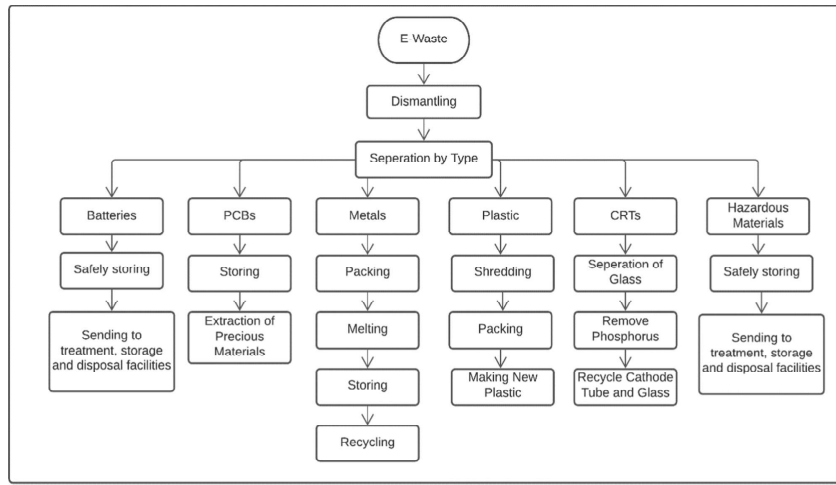 E-Waste
Dismantling
Seperation by Type
Batteries
PCBs
Metals
Plastic
CRTs
Hazardous
Materials
Safely storing
Storing
Packing
Shredding
Seperation of
Glass
Safely storing
Sending to
treatment, storage
and disposal facilities
Extraction of
Precious
Materials
Melting
Packing
Remove
Phosphorus
Sending to
treatment, storage
and disposal facilities
Storing
Making New
Plastic
Recycle Cathode
Tube and Glass
Recycling